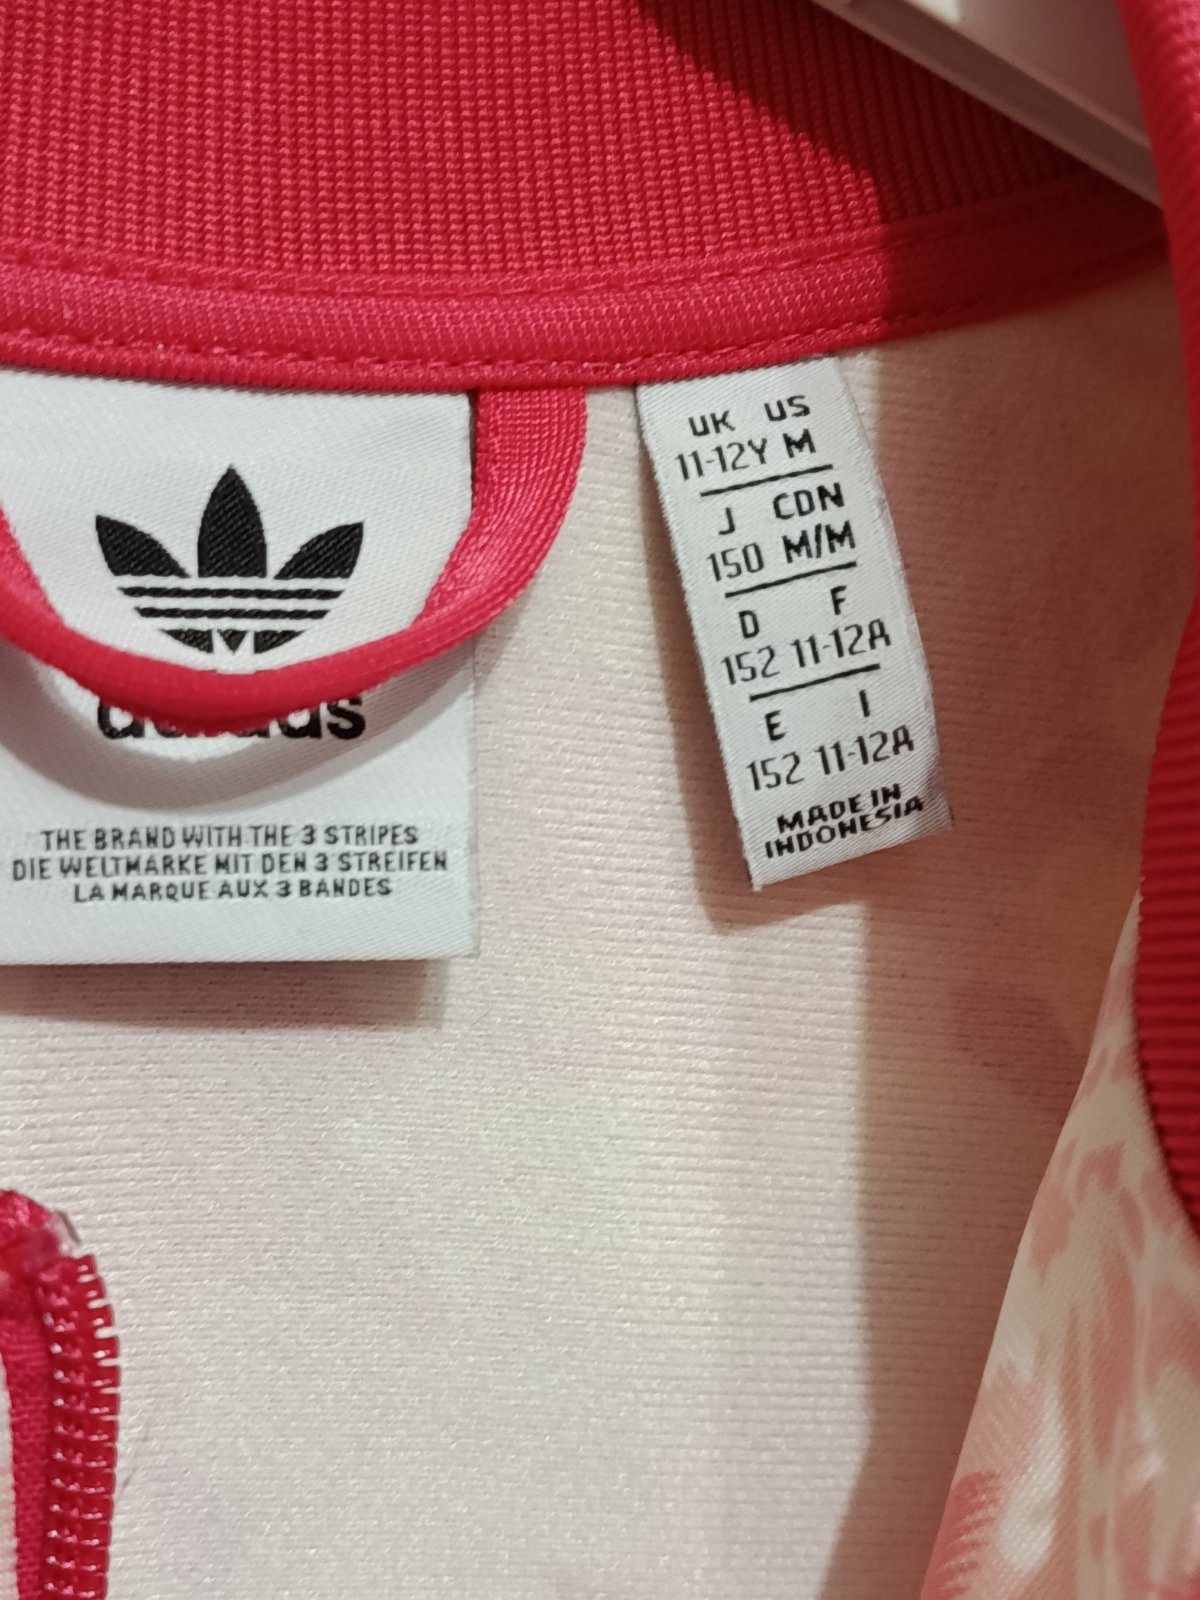 adidas
THE BRAND WITH THE 3 STRIPES
DIE WELTMARKE MIT DEN 3 STREIFEN
LA MARQUE AUX 3 BANDES
UK US
11-12Y M
J CDN
150 M/M
D F
152 11-12A
E I
152 11-12A
MADE IN
INDONESIA